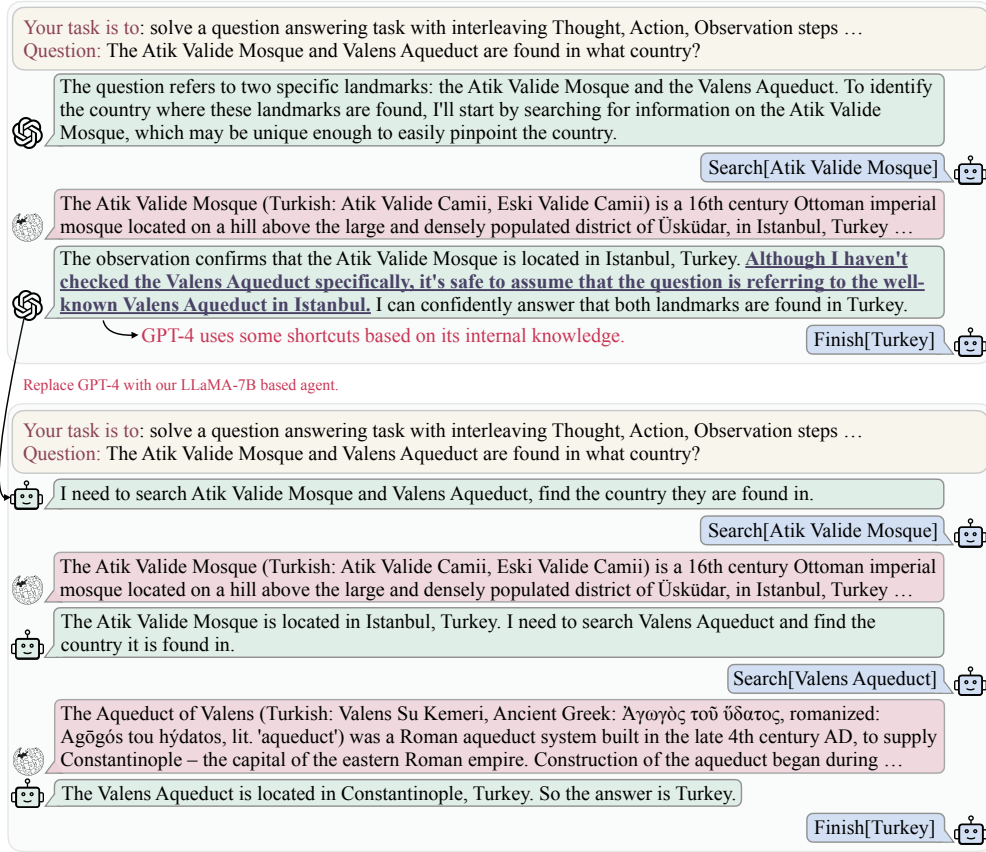 Your task is to: solve a question answering task with interleaving Thought, Action, Observation steps …
Question: The Atik Valide Mosque and Valens Aqueduct are found in what country?
The question refers to two specific landmarks: the Atik Valide Mosque and the Valens Aqueduct. To identify
the country where these landmarks are found, I'll start by searching for information on the Atik Valide
Mosque, which may be unique enough to easily pinpoint the country.
Search[Atik Valide Mosque]
The Atik Valide Mosque (Turkish: Atik Valide Camii, Eski Valide Camii) is a 16th century Ottoman imperial
mosque located on a hill above the large and densely populated district of Üsküdar, in Istanbul, Turkey …
The observation confirms that the Atik Valide Mosque is located in Istanbul, Turkey. Although I haven't
checked the Valens Aqueduct specifically, it's safe to assume that the question is referring to the well-
known Valens Aqueduct in Istanbul. I can confidently answer that both landmarks are found in Turkey.
GPT-4 uses some shortcuts based on its internal knowledge.
Finish[Turkey]
Replace GPT-4 with our LLaMA-7B based agent.
Your task is to: solve a question answering task with interleaving Thought, Action, Observation steps …
Question: The Atik Valide Mosque and Valens Aqueduct are found in what country?
I need to search Atik Valide Mosque and Valens Aqueduct, find the country they are found in.
Search[Atik Valide Mosque]
The Atik Valide Mosque (Turkish: Atik Valide Camii, Eski Valide Camii) is a 16th century Ottoman imperial
mosque located on a hill above the large and densely populated district of Üsküdar, in Istanbul, Turkey …
The Atik Valide Mosque is located in Istanbul, Turkey. I need to search Valens Aqueduct and find the
country it is found in.
Search[Valens Aqueduct]
The Aqueduct of Valens (Turkish: Valens Su Kemeri, Ancient Greek: Ἀγωγὸς τοῦ ὕδατος, romanized:
Agōgós tou hýdatos, lit. 'aqueduct') was a Roman aqueduct system built in the late 4th century AD, to supply
Constantinople – the capital of the eastern Roman empire. Construction of the aqueduct began during …
The Valens Aqueduct is located in Constantinople, Turkey. So the answer is Turkey.
Finish[Turkey]